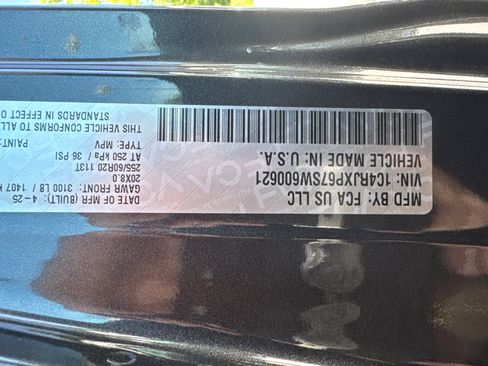 MFD BY: FCA US LLC
DATE OF MFR (BUILT): 4-25
GAWR FRONT: 3101LB / 1407 K
20X8.0
255/60R20 113T
AT 250 kPa / 36 PSI
VIN: 1C4RJXP67SW600621
VEHICLE MADE IN: U.S.A.
TYPE: MPV
PAINT:
THIS VEHICLE CONFORMS TO ALL
STANDARDS IN EFFECT O